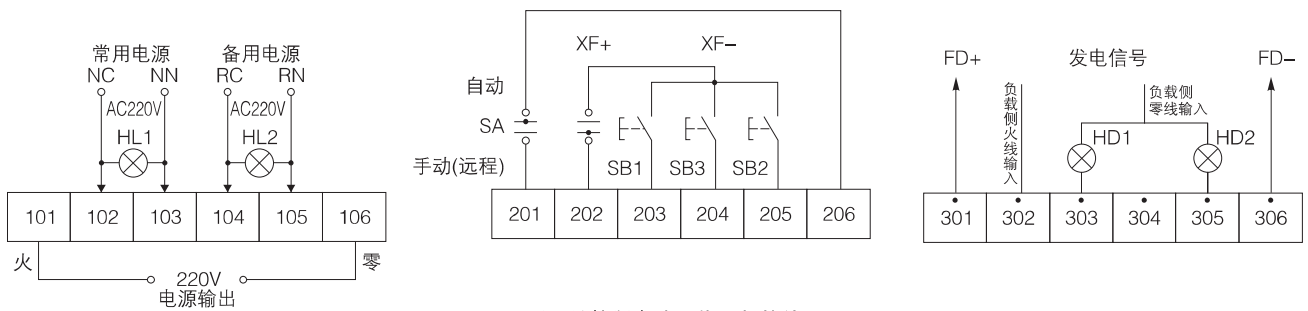 常用电源
NC NN
AC220V
HL1
备用电源
RC RN
AC220V
HL2
101 102 103 104 105 106
火 零
220V
电源输出
XF+ XF−
自动
SA
手动(远程)
SB1 SB3 SB2
201 202 203 204 205 206
FD+ 发电信号 FD−
负载侧火线输入
负载侧
零线输入
HD1 HD2
301 302 303 304 305 306